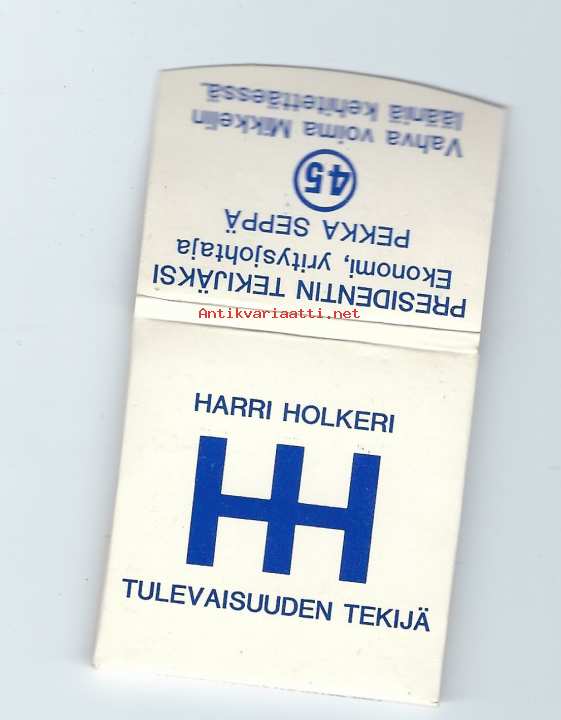 PRESIDENTIN TEKIJÄKSI
Ekonomi, yritysjohtaja
PEKKA SEPPÄ
45
Vahva voima Mikkelin
lääniä kehitettäessä.
Antikvariaatti.net
HARRI HOLKERI
HH
TULEVAISUUDEN TEKIJÄ